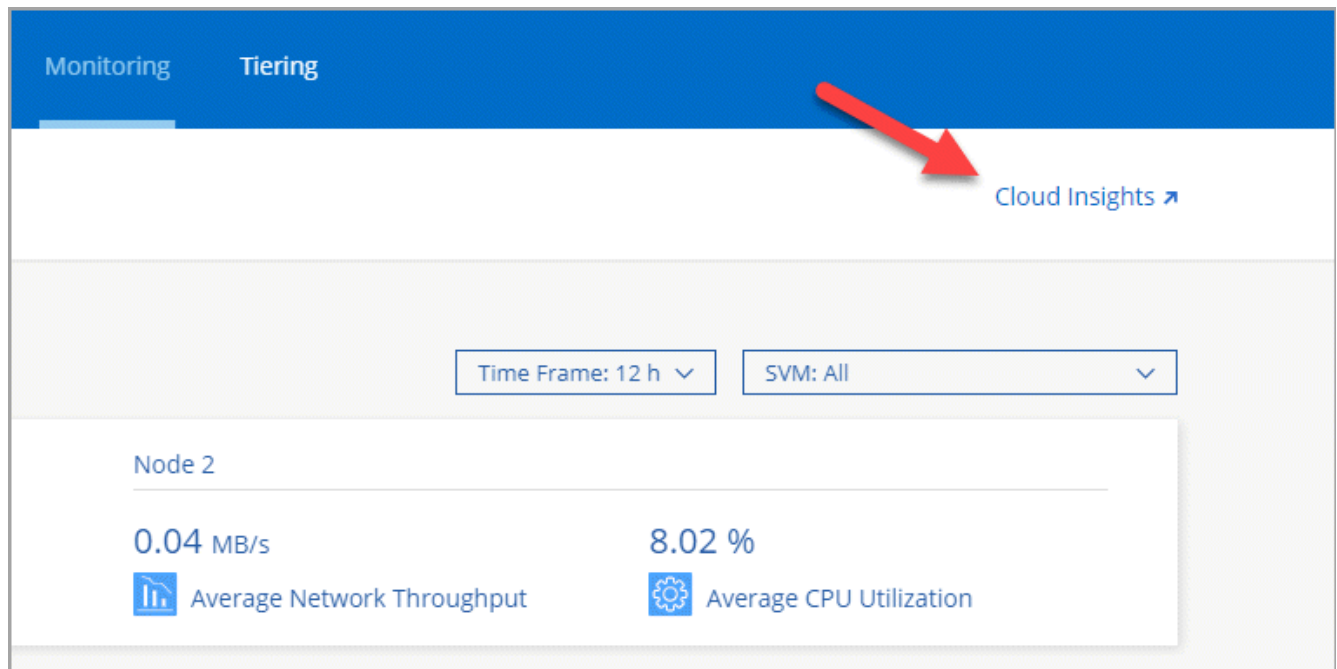 Monitoring Tiering
Cloud Insights
Time Frame: 12 h SVM: All
Node 2
0.04 MB/s 8.02 %
Average Network Throughput Average CPU Utilization